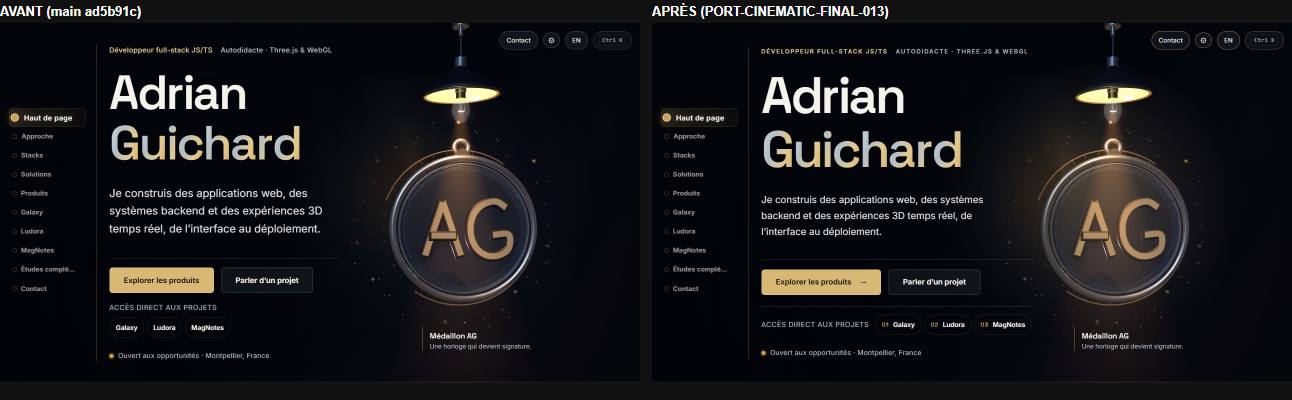 AVANT (main ad5b91c)
Développeur full-stack JS/TS Autodidacte · Three.js & WebGL
Contact
EN
Ctrl K
Adrian
Guichard
Haut de page
Approche
Stacks
Solutions
Produits
Galaxy
Ludora
MagNotes
Études complé...
Contact
Je construis des applications web, des
systèmes backend et des expériences 3D
temps réel, de l'interface au déploiement.
AG
Explorer les produits
Parler d'un projet
ACCÈS DIRECT AUX PROJETS
Galaxy
Ludora
MagNotes
Médaillon AG
Une horloge qui devient signature.
Ouvert aux opportunités · Montpellier, France
APRÈS (PORT-CINEMATIC-FINAL-013)
DÉVELOPPEUR FULL-STACK JS/TS AUTODIDACTE · THREE.JS & WEBGL
Contact
EN
Ctrl K
Adrian
Guichard
Haut de page
Approche
Stacks
Solutions
Produits
Galaxy
Ludora
MagNotes
Études complé...
Contact
Je construis des applications web, des systèmes
backend et des expériences 3D temps réel, de
l'interface au déploiement.
AG
Explorer les produits →
Parler d'un projet
ACCÈS DIRECT AUX PROJETS
01 Galaxy
02 Ludora
03 MagNotes
Médaillon AG
Une horloge qui devient signature.
Ouvert aux opportunités · Montpellier, France